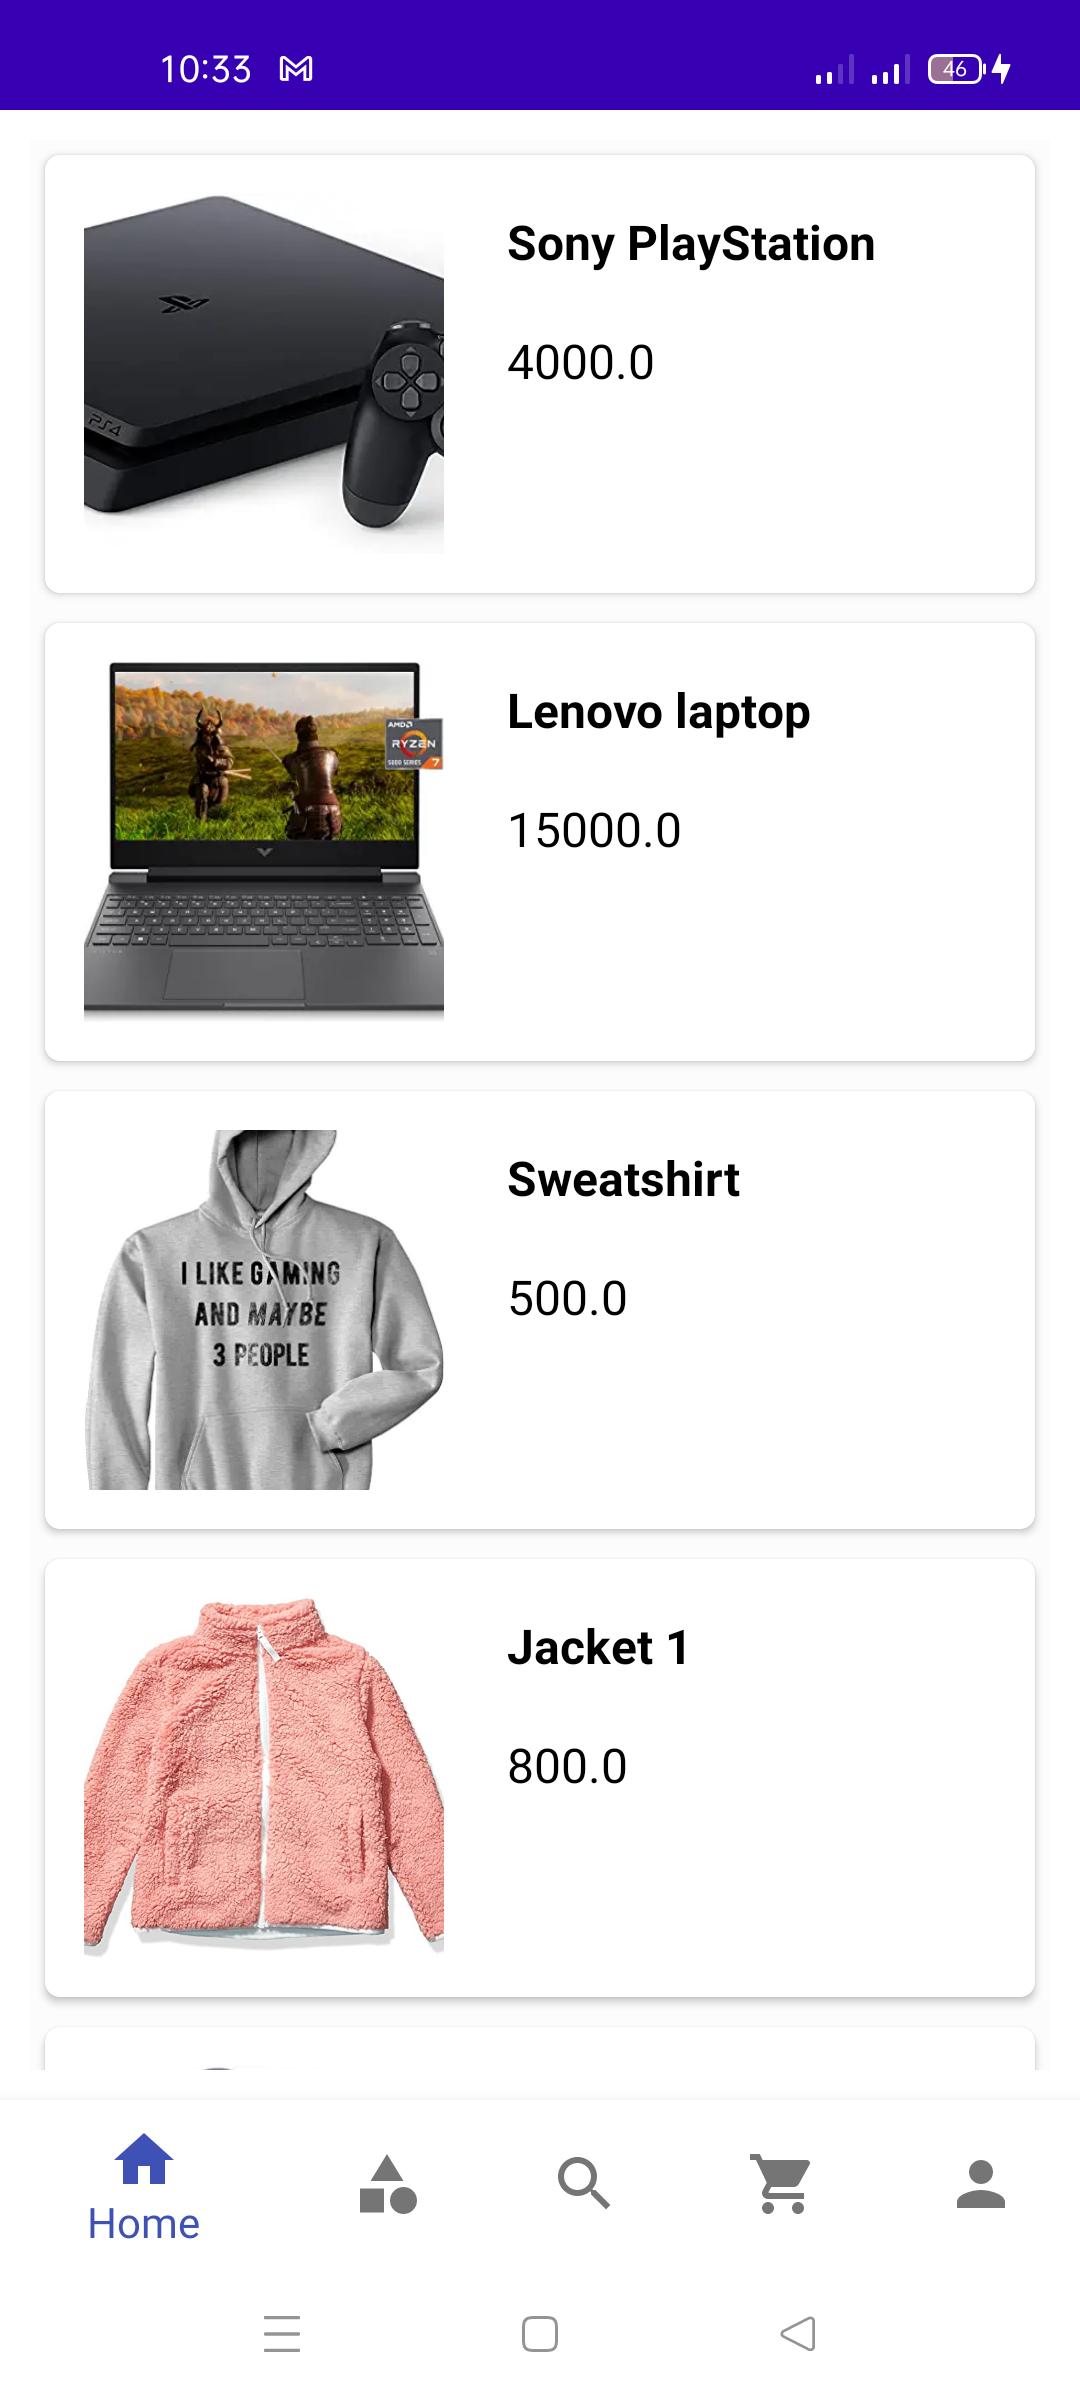 10:33
46
Sony PlayStation
4000.0
PS4
Lenovo laptop
15000.0
AMD
RYZEN
5000 SERIES 7
Sweatshirt
500.0
I LIKE GAMING
AND MAYBE
3 PEOPLE
Jacket 1
800.0
Home